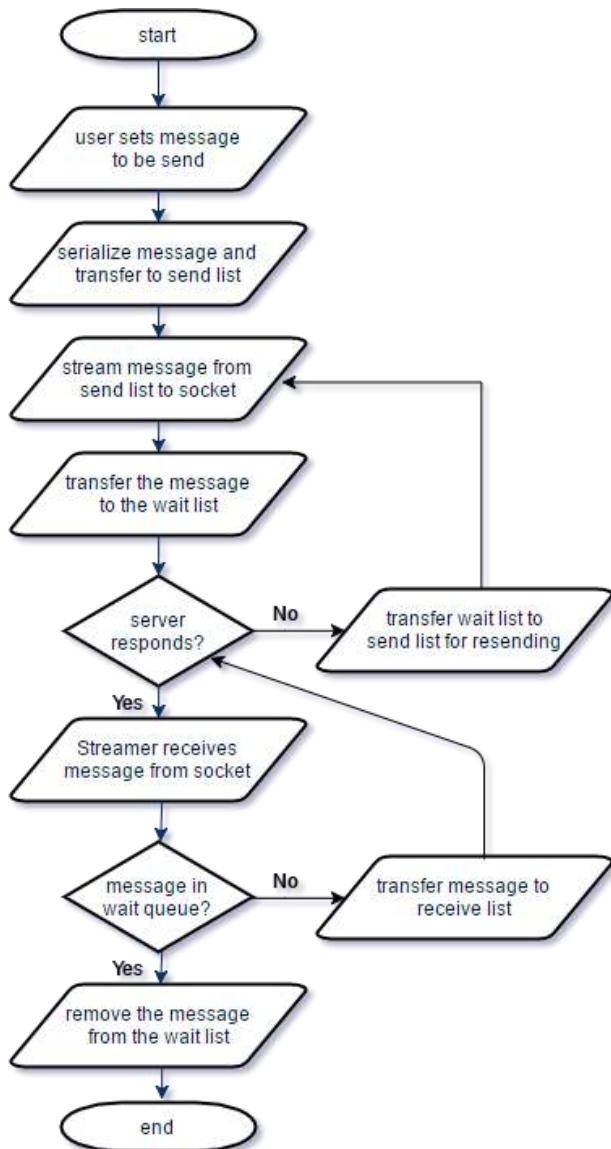 start
user sets message
to be send
serialize message and
transfer to send list
stream message from
send list to socket
transfer the message
to the wait list
server
responds?
No
transfer wait list to
send list for resending
Yes
Streamer receives
message from socket
message in
wait queue?
No
transfer message to
receive list
Yes
remove the message
from the wait list
end